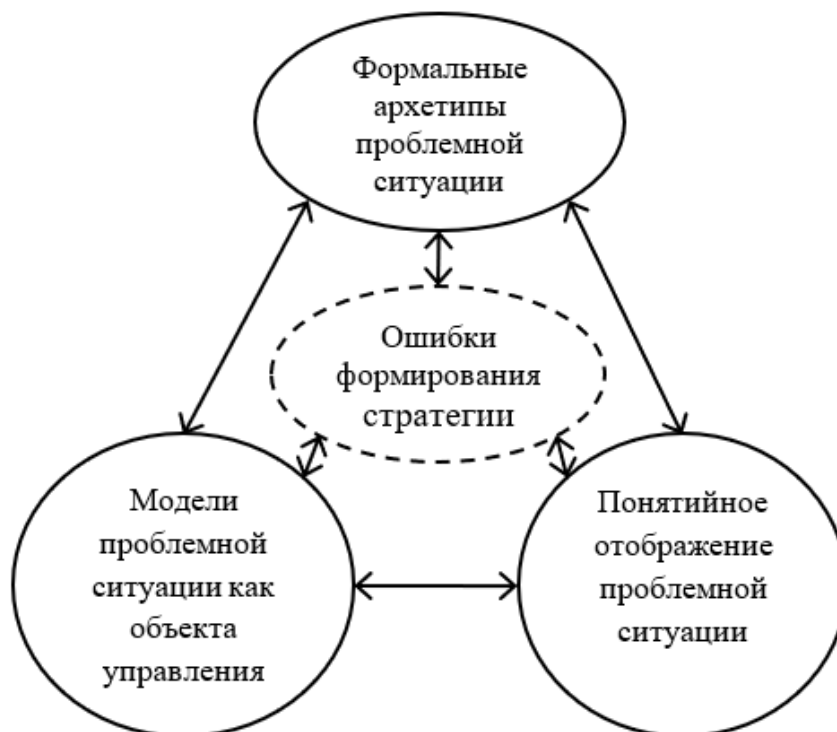 Формальные
архетипы
проблемной
ситуации
Ошибки
формирования
стратегии
Модели
проблемной
ситуации как
объекта
управления
Понятийное
отображение
проблемной
ситуации